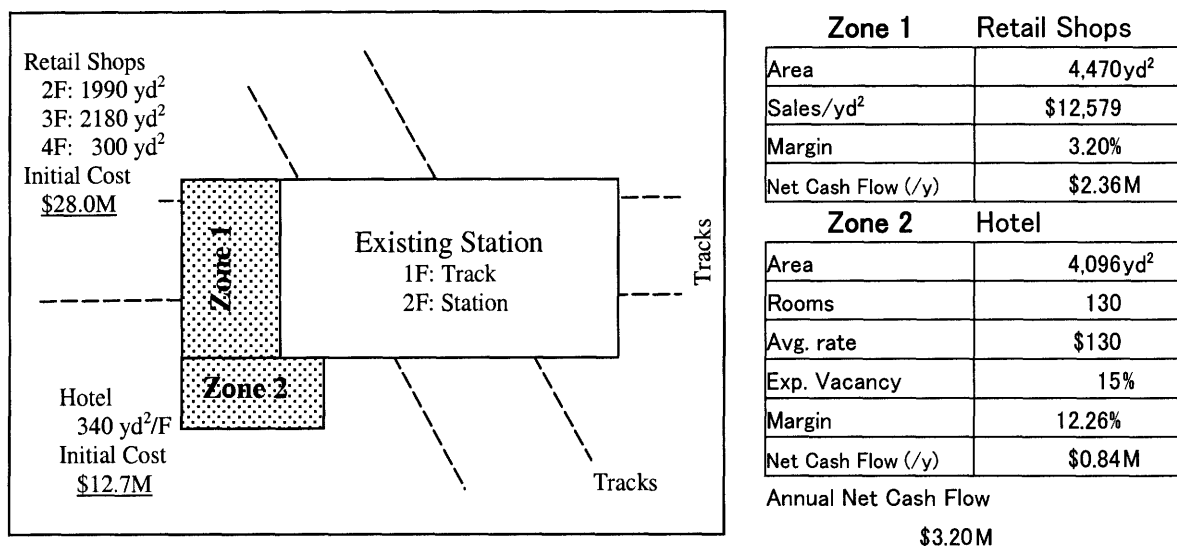 Retail Shops
2F: 1990 yd²
3F: 2180 yd²
4F: 300 yd²
Initial Cost
$28.0M
Zone 1
Existing Station
1F: Track
2F: Station
Tracks
Zone 2
Hotel
340 yd²/F
Initial Cost
$12.7M
Tracks
Zone 1 Retail Shops
Area 4,470yd²
Sales/yd² $12,579
Margin 3.20%
Net Cash Flow (/y) $2.36M
Zone 2 Hotel
Area 4,096yd²
Rooms 130
Avg. rate $130
Exp. Vacancy 15%
Margin 12.26%
Net Cash Flow (/y) $0.84M
Annual Net Cash Flow
$3.20M